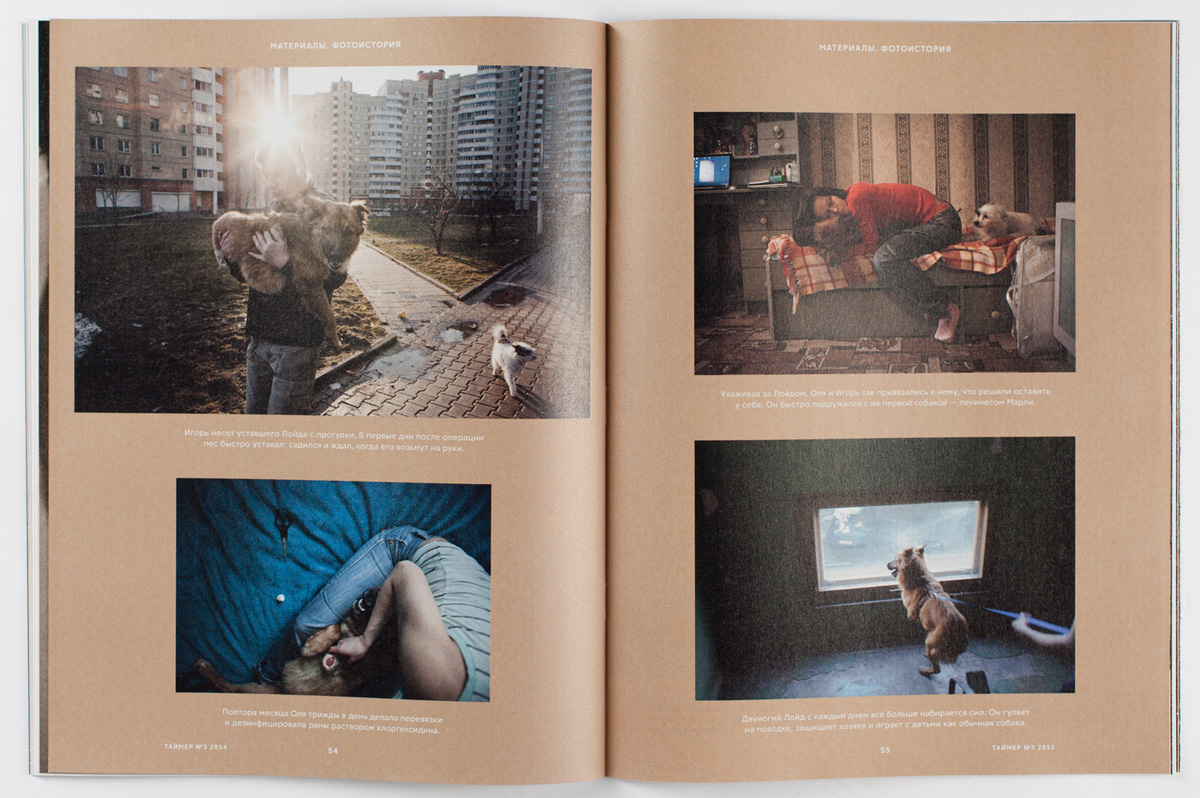 МАТЕРИАЛЫ. ФОТОИСТОРИЯ
Игорь несет уставшего Лойда с прогулки. В первые дни после операции
пес быстро уставал: садился и ждал, когда его возьмут на руки.
Полтора месяца Оля трижды в день делала перевязки
и дезинфицировала раны раствором хлоргексидина.
ТАЙМЕР №3 2014
54
МАТЕРИАЛЫ. ФОТОИСТОРИЯ
Ухаживая за Лойдом, Оля и Игорь так привязались к нему, что решили оставить
у себя. Он быстро подружился с их первой собакой — пекинесом Марли.
Двуногий Лойд с каждым днем все больше набирается сил. Он гуляет
на поводке, защищает хозяев и играет с детьми как обычная собака.
55
ТАЙМЕР №3 2014